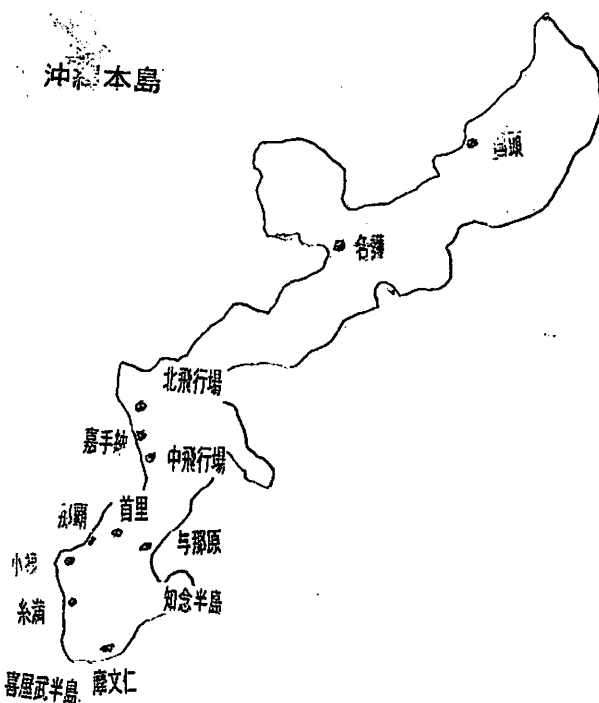 沖縄本島
国頭
名護
北飛行場
嘉手納
中飛行場
首里
那覇
与那原
小禄
糸満
知念半島
喜屋武半島
摩文仁